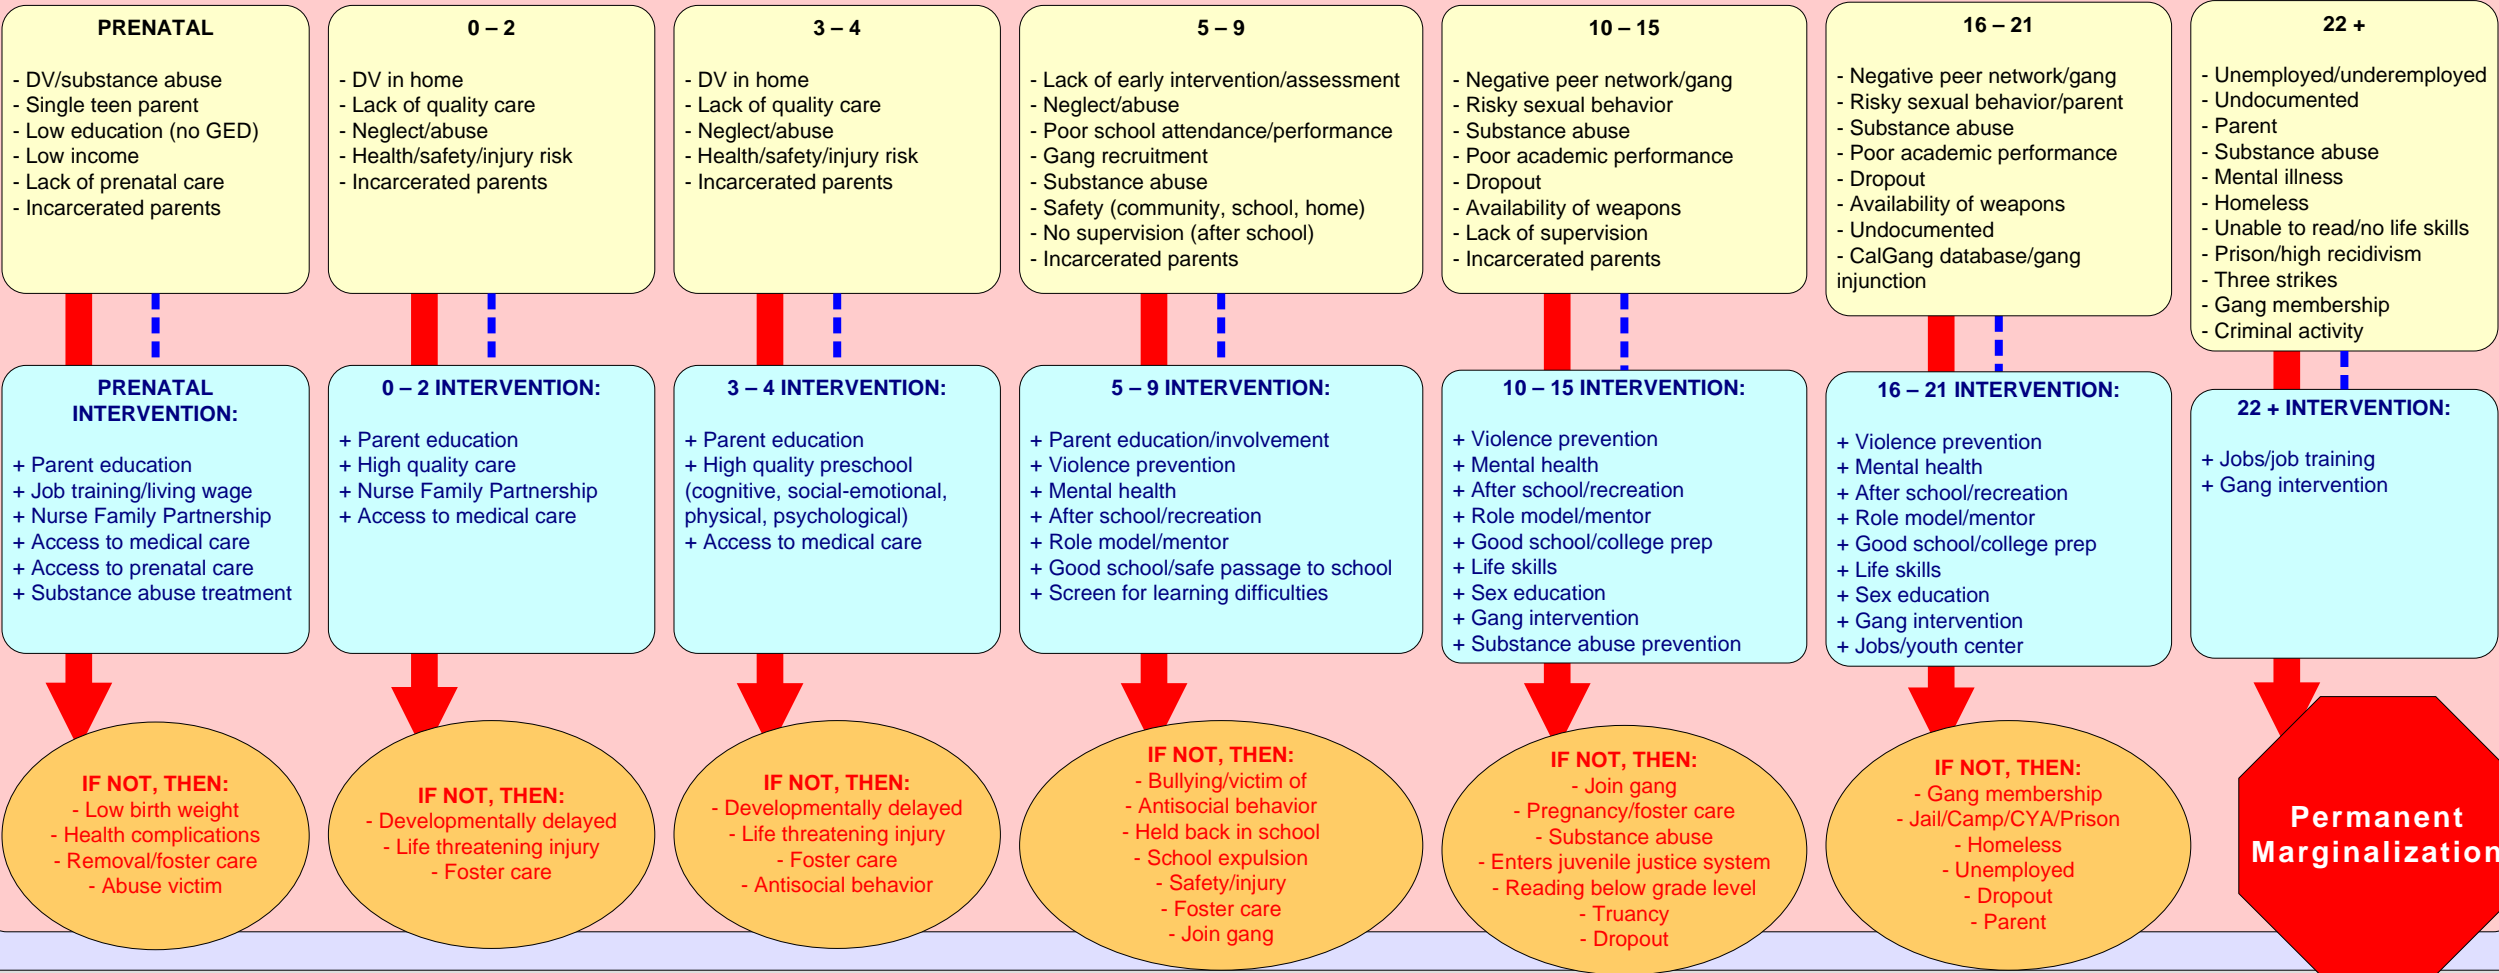 PRENATAL
- DV/substance abuse
- Single teen parent
- Low education (no GED)
- Low income
- Lack of prenatal care
- Incarcerated parents
0 – 2
- DV in home
- Lack of quality care
- Neglect/abuse
- Health/safety/injury risk
- Incarcerated parents
3 – 4
- DV in home
- Lack of quality care
- Neglect/abuse
- Health/safety/injury risk
- Incarcerated parents
5 – 9
- Lack of early intervention/assessment
- Neglect/abuse
- Poor school attendance/performance
- Gang recruitment
- Substance abuse
- Safety (community, school, home)
- No supervision (after school)
- Incarcerated parents
10 – 15
- Negative peer network/gang
- Risky sexual behavior
- Substance abuse
- Poor academic performance
- Dropout
- Availability of weapons
- Lack of supervision
- Incarcerated parents
16 – 21
- Negative peer network/gang
- Risky sexual behavior/parent
- Substance abuse
- Poor academic performance
- Dropout
- Availability of weapons
- Undocumented
- CalGang database/gang
injunction
22 +
- Unemployed/underemployed
- Undocumented
- Parent
- Substance abuse
- Mental illness
- Homeless
- Unable to read/no life skills
- Prison/high recidivism
- Three strikes
- Gang membership
- Criminal activity
PRENATAL
INTERVENTION:
+ Parent education
+ Job training/living wage
+ Nurse Family Partnership
+ Access to medical care
+ Access to prenatal care
+ Substance abuse treatment
0 – 2 INTERVENTION:
+ Parent education
+ High quality care
+ Nurse Family Partnership
+ Access to medical care
3 – 4 INTERVENTION:
+ Parent education
+ High quality preschool
(cognitive, social-emotional,
physical, psychological)
+ Access to medical care
5 – 9 INTERVENTION:
+ Parent education/involvement
+ Violence prevention
+ Mental health
+ After school/recreation
+ Role model/mentor
+ Good school/safe passage to school
+ Screen for learning difficulties
10 – 15 INTERVENTION:
+ Violence prevention
+ Mental health
+ After school/recreation
+ Role model/mentor
+ Good school/college prep
+ Life skills
+ Sex education
+ Gang intervention
+ Substance abuse prevention
16 – 21 INTERVENTION:
+ Violence prevention
+ Mental health
+ After school/recreation
+ Role model/mentor
+ Good school/college prep
+ Life skills
+ Sex education
+ Gang intervention
+ Jobs/youth center
22 + INTERVENTION:
+ Jobs/job training
+ Gang intervention
IF NOT, THEN:
- Low birth weight
- Health complications
- Removal/foster care
- Abuse victim
IF NOT, THEN:
- Developmentally delayed
- Life threatening injury
- Foster care
IF NOT, THEN:
- Developmentally delayed
- Life threatening injury
- Foster care
- Antisocial behavior
IF NOT, THEN:
- Bullying/victim of
- Antisocial behavior
- Held back in school
- School expulsion
- Safety/injury
- Foster care
- Join gang
IF NOT, THEN:
- Join gang
- Pregnancy/foster care
- Substance abuse
- Enters juvenile justice system
- Reading below grade level
- Truancy
- Dropout
IF NOT, THEN:
- Gang membership
- Jail/Camp/CYA/Prison
- Homeless
- Unemployed
- Dropout
- Parent
Permanent
Marginalization